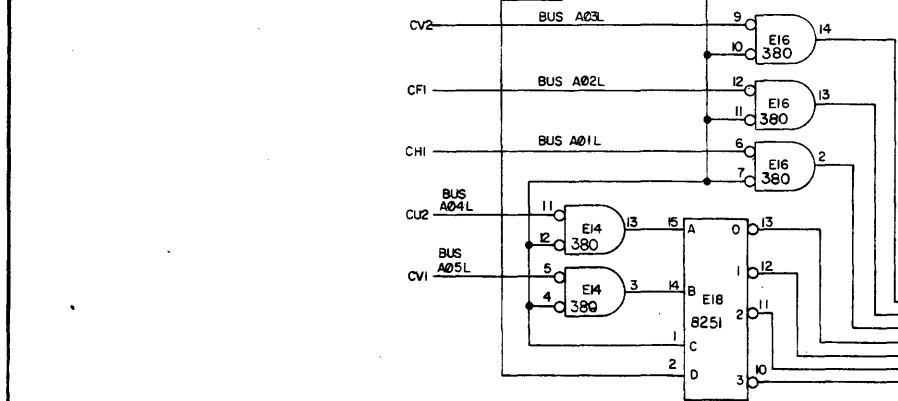 CV2 BUS A03L 9 E16 14
10 380
CF1 BUS A02L 12 E16 13
11 380
CH1 BUS A01L 6 E16 2
7 380
BUS
CU2 A04L 11 E14 13 15 A 0 13
12 380
BUS
CV1 A05L 5 E14 3 14 B 1 12
4 380
E18
8251
2 11
1 C
2 D 3 10